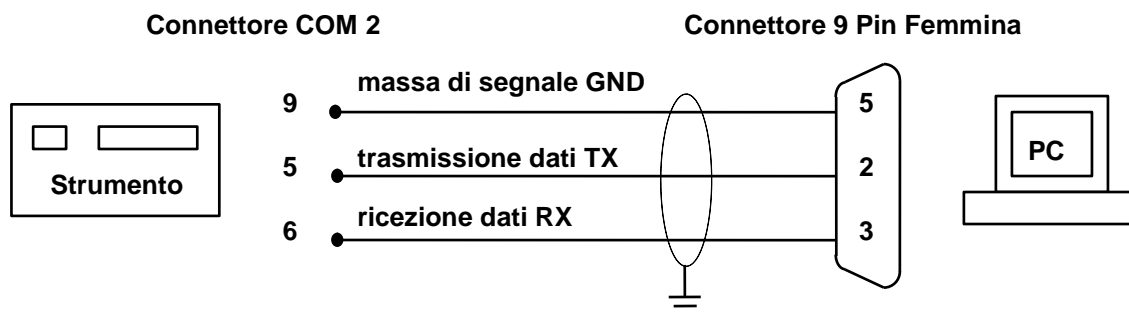 Connettore COM 2
Connettore 9 Pin Femmina
massa di segnale GND
9
5
trasmissione dati TX
5
2
PC
Strumento
ricezione dati RX
6
3